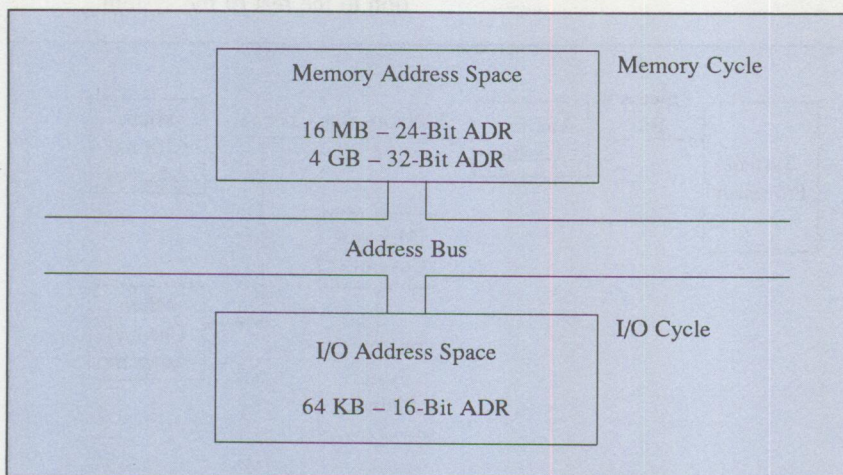 Memory Address Space
Memory Cycle
16 MB – 24-Bit ADR
4 GB – 32-Bit ADR
Address Bus
I/O Address Space
I/O Cycle
64 KB – 16-Bit ADR